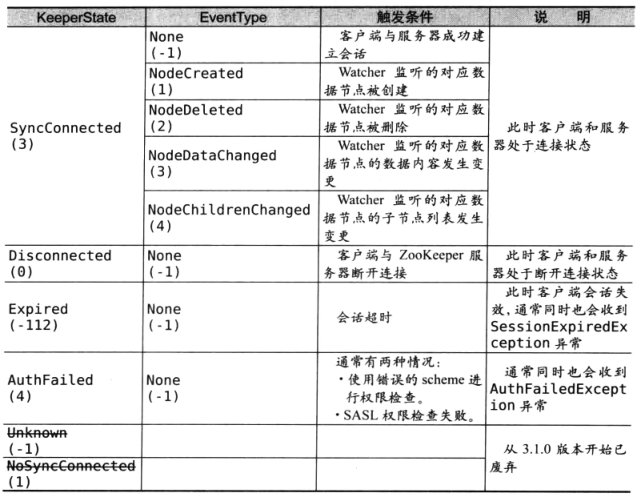 KeeperState EventType 触发条件 说 明
SyncConnected
(3)
None
(-1)
客户端与服务器成功建
立会话
NodeCreated
(1)
Watcher 监听的对应数
据节点被创建
NodeDeleted
(2)
Watcher 监听的对应数
据节点被删除
NodeDataChanged
(3)
Watcher 监听的对应数
据节点的数据内容发生变
更
NodeChildrenChanged
(4)
Watcher 监听的对应数
据节点的子节点列表发生
变更
此时客户端和服务
器处于连接状态
Disconnected
(0)
None
(-1)
客户端与 ZooKeeper 服
务器断开连接
此时客户端和服务
器处于断开连接状态
Expired
(-112)
None
(-1)
会话超时
此时客户端会话失
效,通常同时也会收到
SessionExpiredEx
ception 异常
AuthFailed
(4)
None
(-1)
通常有两种情况:
·使用错误的 scheme 进
行权限检查。
·SASL 权限检查失败。
通常同时也会收到
AuthFailedExcept
ion 异常
Unknown
(-1)
NoSyncConnected
(1)
从 3.1.0 版本开始已
废弃